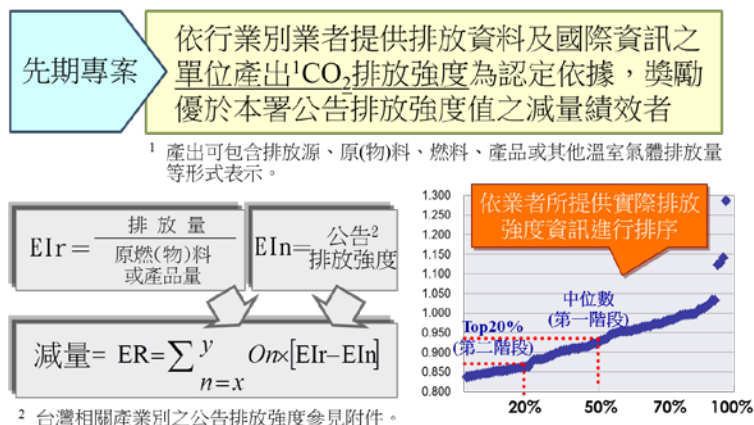 先期專案
依行業別業者提供排放資料及國際資訊之
單位產出¹CO₂排放強度為認定依據，獎勵
優於本署公告排放強度值之減量績效者
¹ 產出可包含排放源、原(物)料、燃料、產品或其他溫室氣體排放量
等形式表示。
EIr=
排放量
原燃(物)料
或產品量
EIn=
公告²
排放強度
減量= ER=∑ y n=x On×[EIr−EIn]
² 台灣相關產業別之公告排放強度參見附件。
依業者所提供實際排放
強度資訊進行排序
1.300
1.250
1.200
1.150
1.100
1.050
1.000
0.950
0.900
0.850
0.800
中位數
(第一階段)
Top20%
(第二階段)
20% 50% 70% 100%